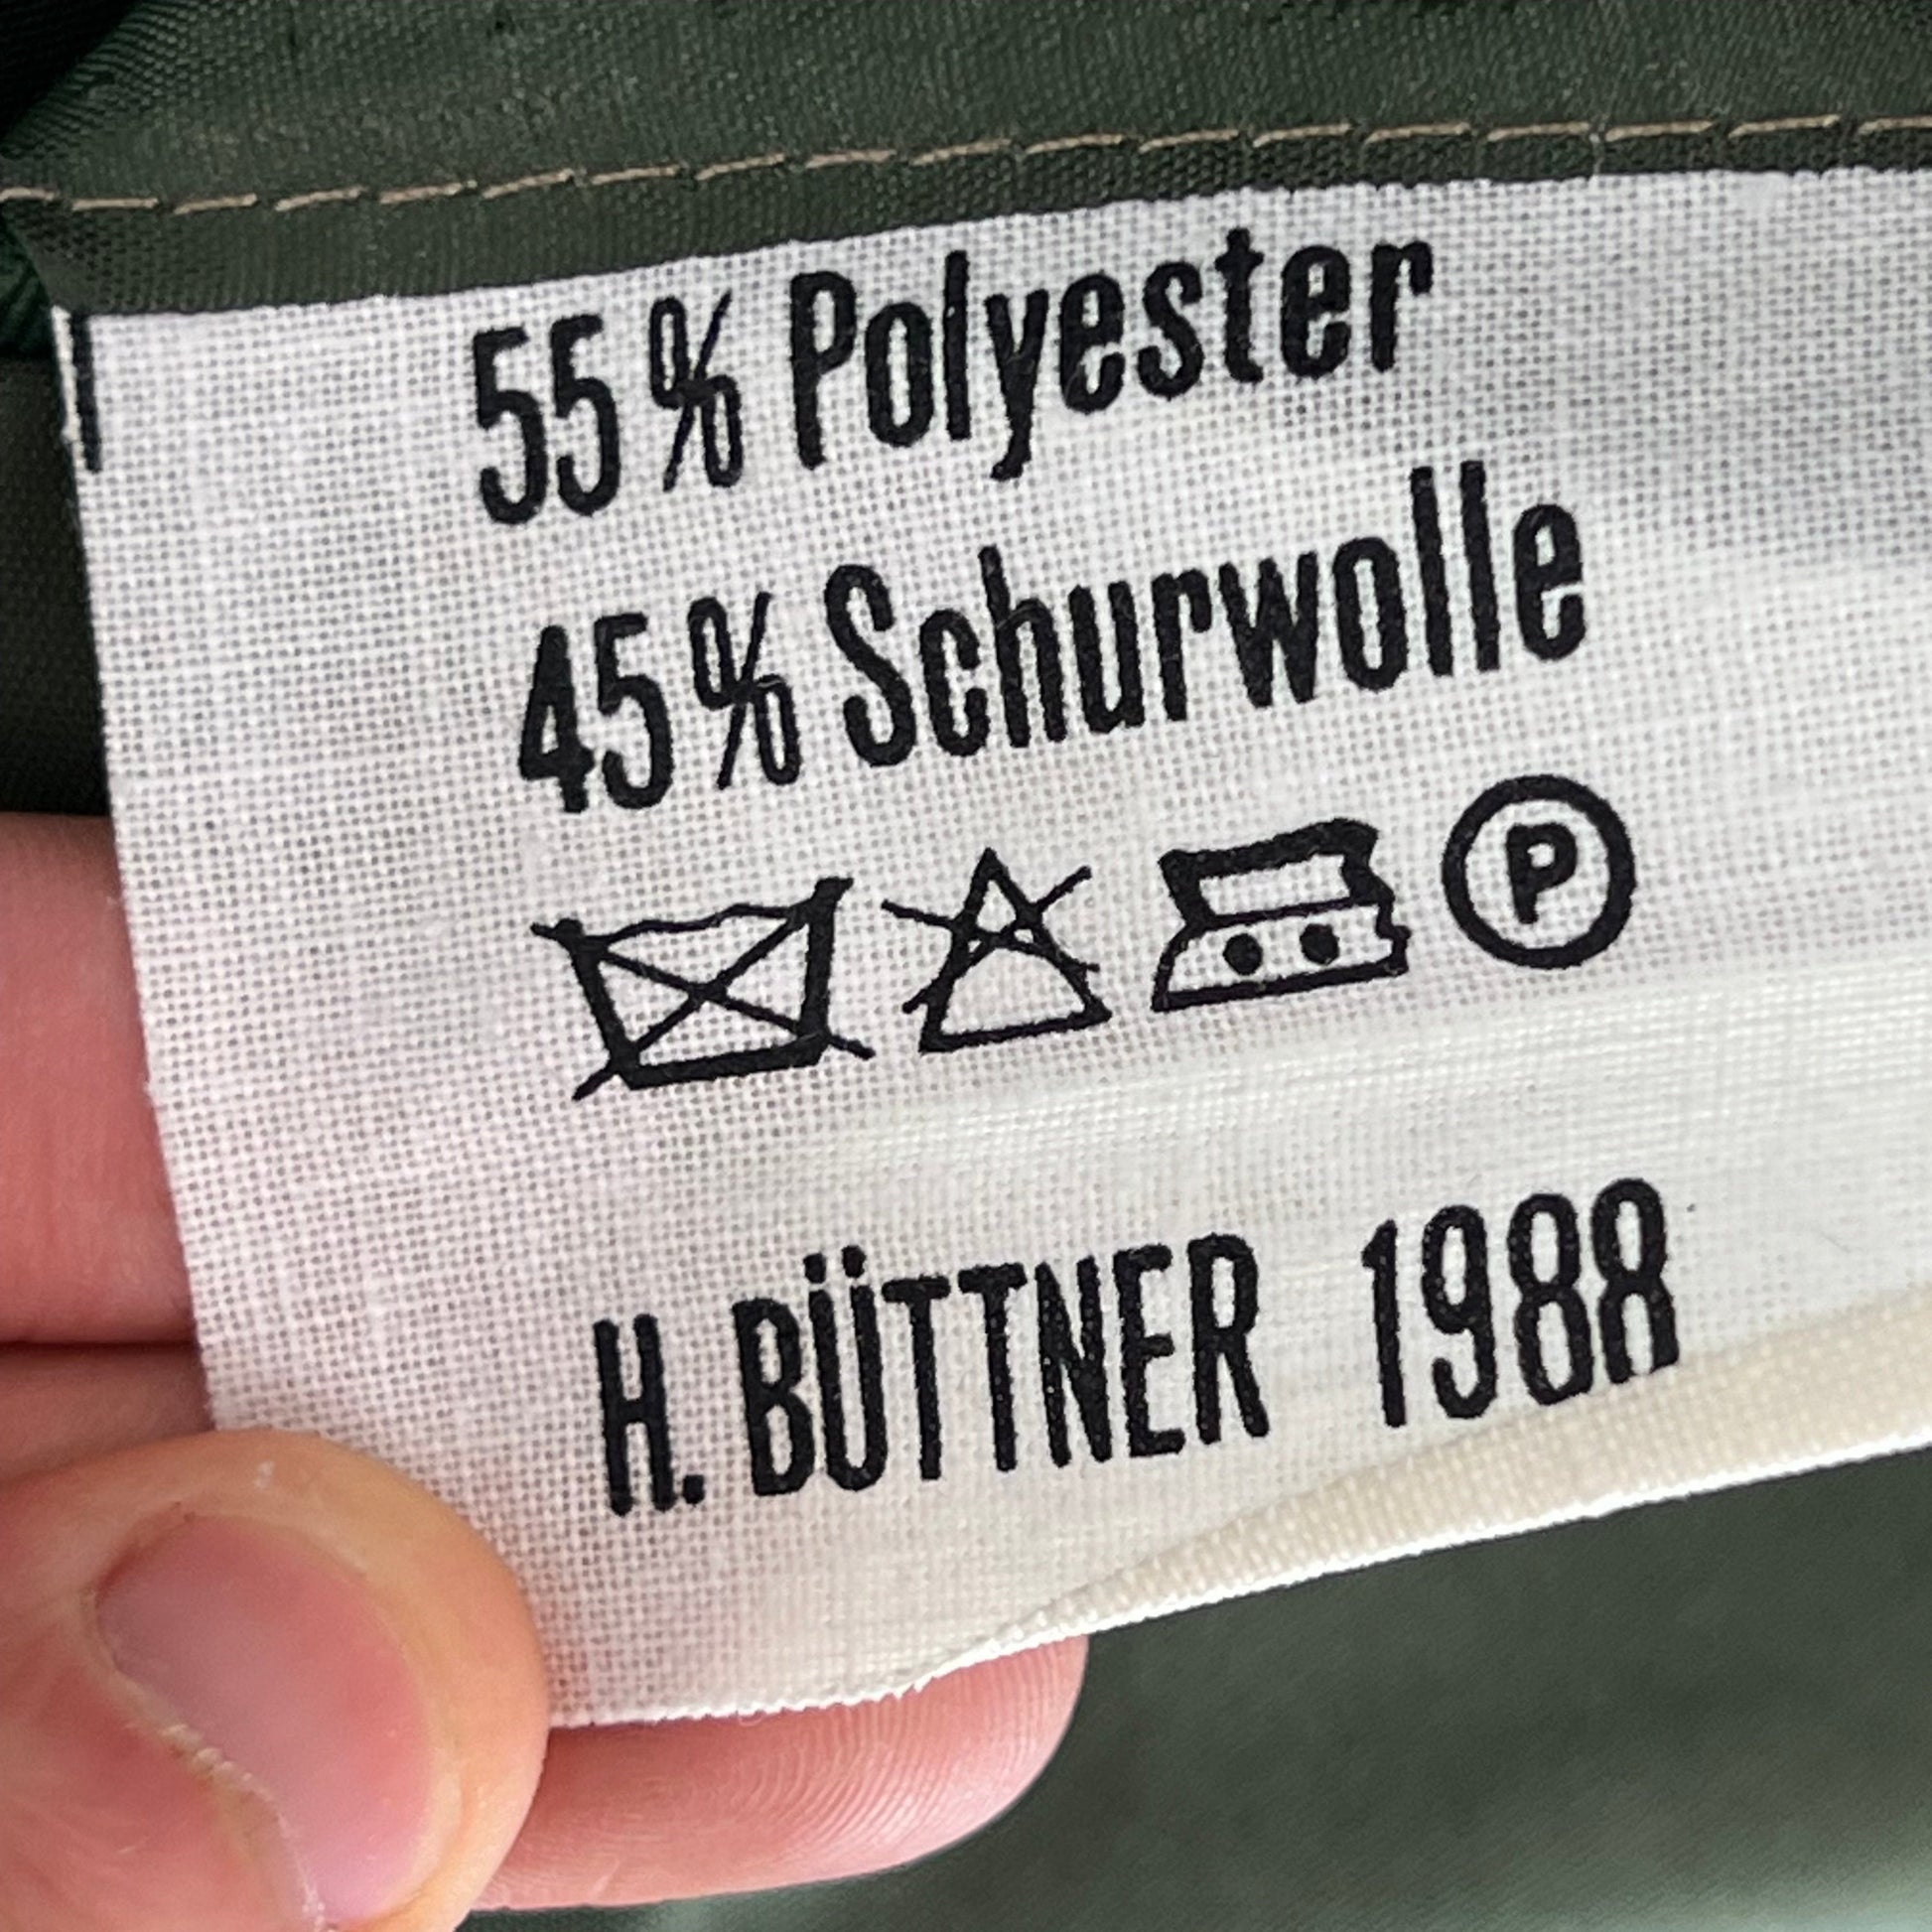 55% Polyester
45% Schurwolle
P
H. BÜTTNER 1988